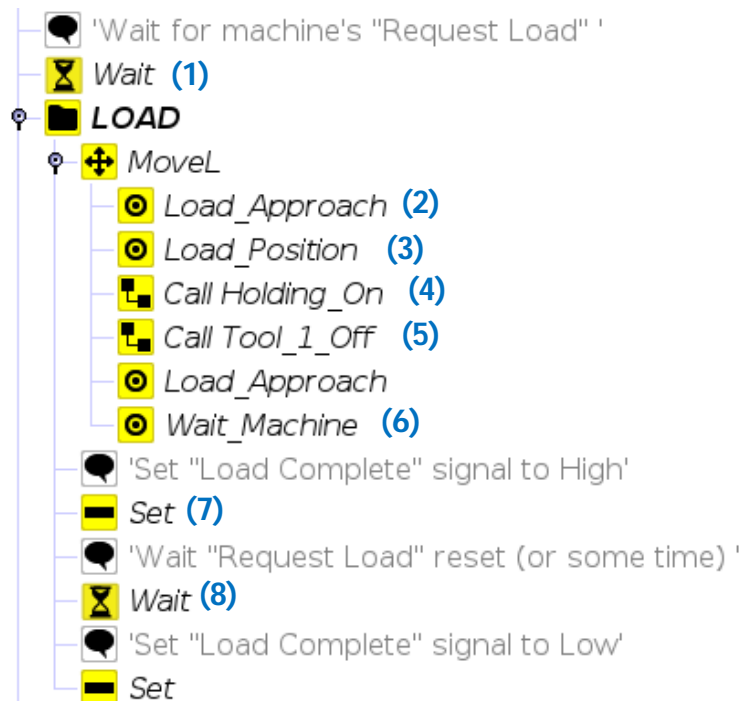 'Wait for machine's "Request Load" '
Wait (1)
LOAD
MoveL
Load_Approach (2)
Load_Position (3)
Call Holding_On (4)
Call Tool_1_Off (5)
Load_Approach
Wait_Machine (6)
'Set "Load Complete" signal to High'
Set (7)
'Wait "Request Load" reset (or some time) '
Wait (8)
'Set "Load Complete" signal to Low'
Set